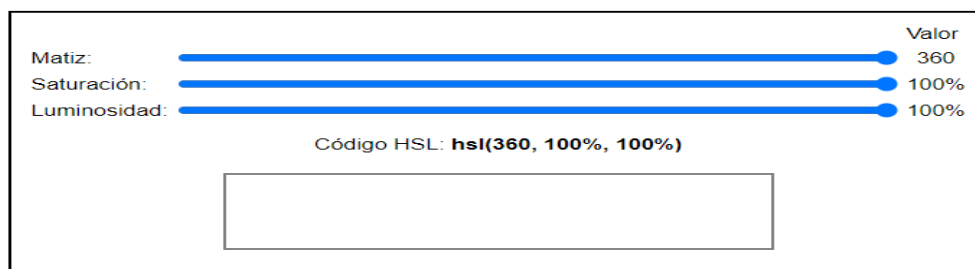 Valor
Matiz: 360
Saturación: 100%
Luminosidad: 100%
Código HSL: hsl(360, 100%, 100%)